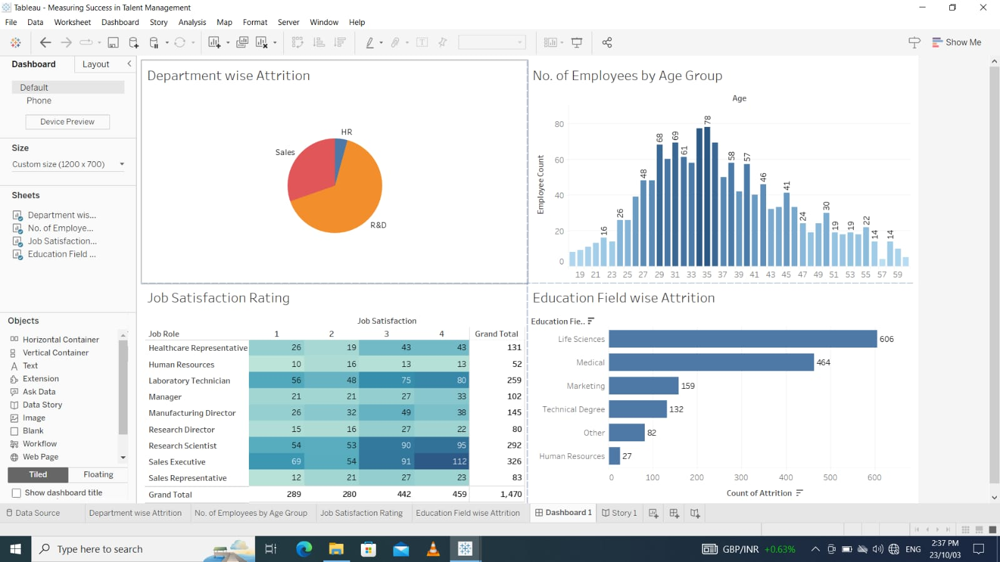 Tableau - Measuring Success in Talent Management
File Data Worksheet Dashboard Story Analysis Map Format Server Window Help
Show Me
Dashboard Layout
Default
Phone
Device Preview
Size
Custom size (1200 x 700)
Sheets
Department wis...
No. of Employe...
Job Satisfaction...
Education Field ...
Objects
Horizontal Container
Vertical Container
Text
Extension
Ask Data
Data Story
Image
Blank
Workflow
Web Page
Tiled Floating
Show dashboard title
Department wise Attrition
HR
Sales
R&D
No. of Employees by Age Group
Age
Employee Count
80
60
40
20
0
16 26 48 68 69 61 78 58 57 46 41 24 30 19 19 22 14 14
19 21 23 25 27 29 31 33 35 37 39 41 43 45 47 49 51 53 55 57 59
Job Satisfaction Rating
Job Satisfaction
Job Role 1 2 3 4 Grand Total
Healthcare Representative 26 19 43 43 131
Human Resources 10 16 13 13 52
Laboratory Technician 56 48 75 80 259
Manager 21 21 27 33 102
Manufacturing Director 26 32 49 38 145
Research Director 15 16 27 22 80
Research Scientist 54 53 90 95 292
Sales Executive 69 54 91 112 326
Sales Representative 12 21 27 23 83
Grand Total 289 280 442 459 1,470
Education Field wise Attrition
Education Fie..
Life Sciences 606
Medical 464
Marketing 159
Technical Degree 132
Other 82
Human Resources 27
0 100 200 300 400 500 600
Count of Attrition
Data Source Department wise Attrition No. of Employees by Age Group Job Satisfaction Rating Education Field wise Attrition Dashboard 1 Story 1
Type here to search
GBP/INR +0.63%
ENG
2:37 PM
23/10/03